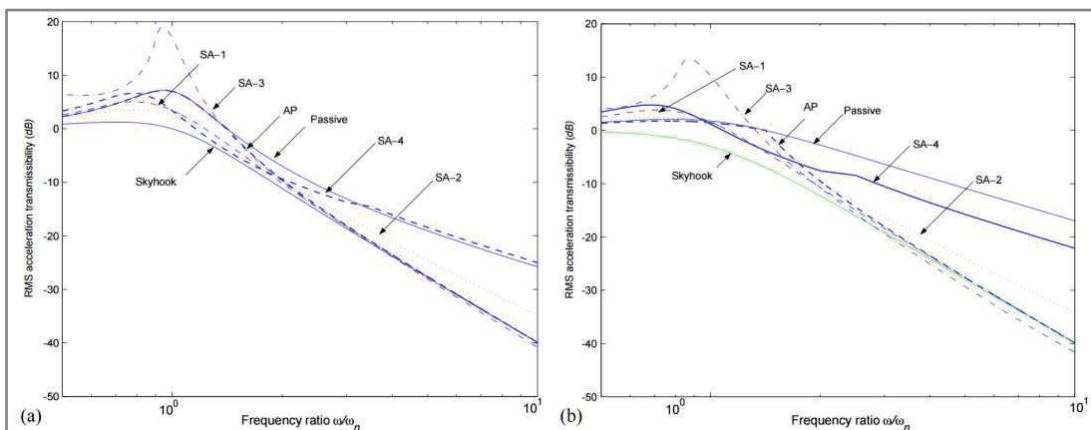 20
10
0
-10
-20
-30
-40
-50
RMS acceleration transmissibility (dB)
SA–1
SA–3
AP
Passive
SA–4
Skyhook
SA–2
10^0
10^1
(a)
Frequency ratio ω/ω_n
20
10
0
-10
-20
-30
-40
-50
RMS acceleration transmissibility (dB)
SA–1
SA–3
AP
Passive
SA–4
Skyhook
SA–2
10^0
10^1
(b)
Frequency ratio ω/ω_n